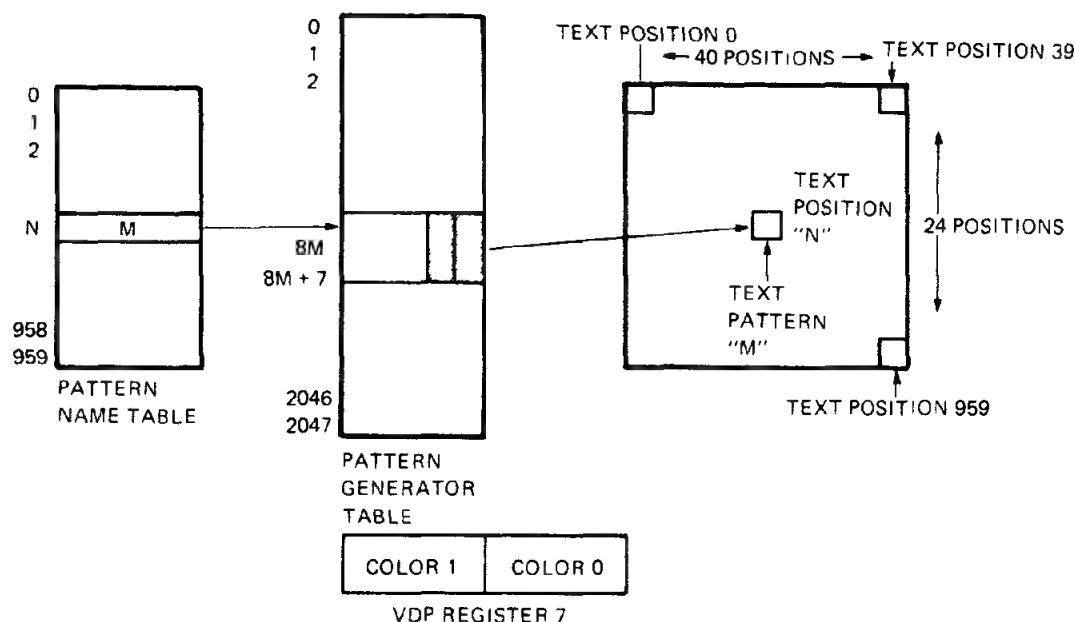 0
1
2
N
M
958
959
PATTERN
NAME TABLE
0
1
2
8M
8M + 7
2046
2047
PATTERN
GENERATOR
TABLE
COLOR 1
COLOR 0
VDP REGISTER 7
TEXT POSITION 0
40 POSITIONS
TEXT POSITION 39
TEXT
POSITION
"N"
24 POSITIONS
TEXT
PATTERN
"M"
TEXT POSITION 959